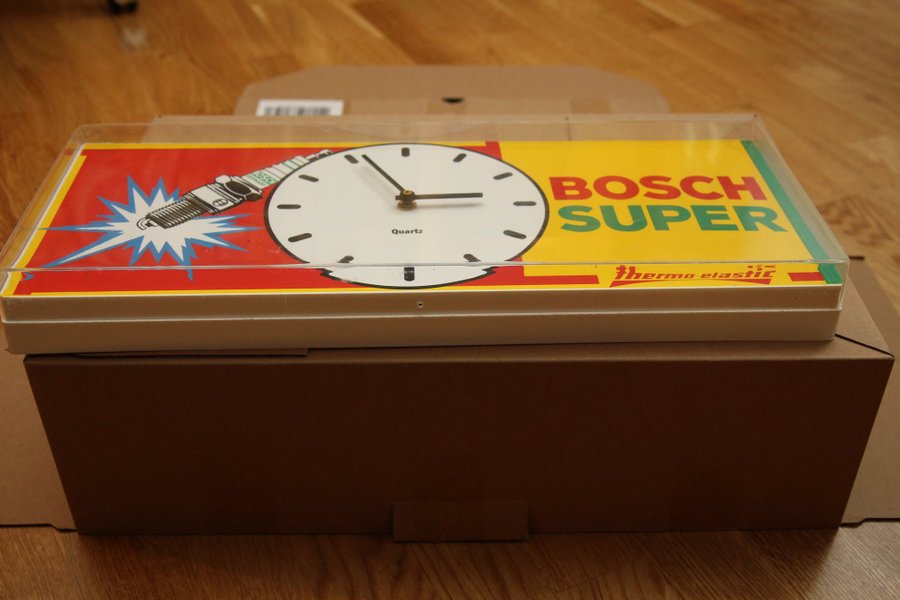 Quartz
BOSCH
SUPER
thermo-elastic